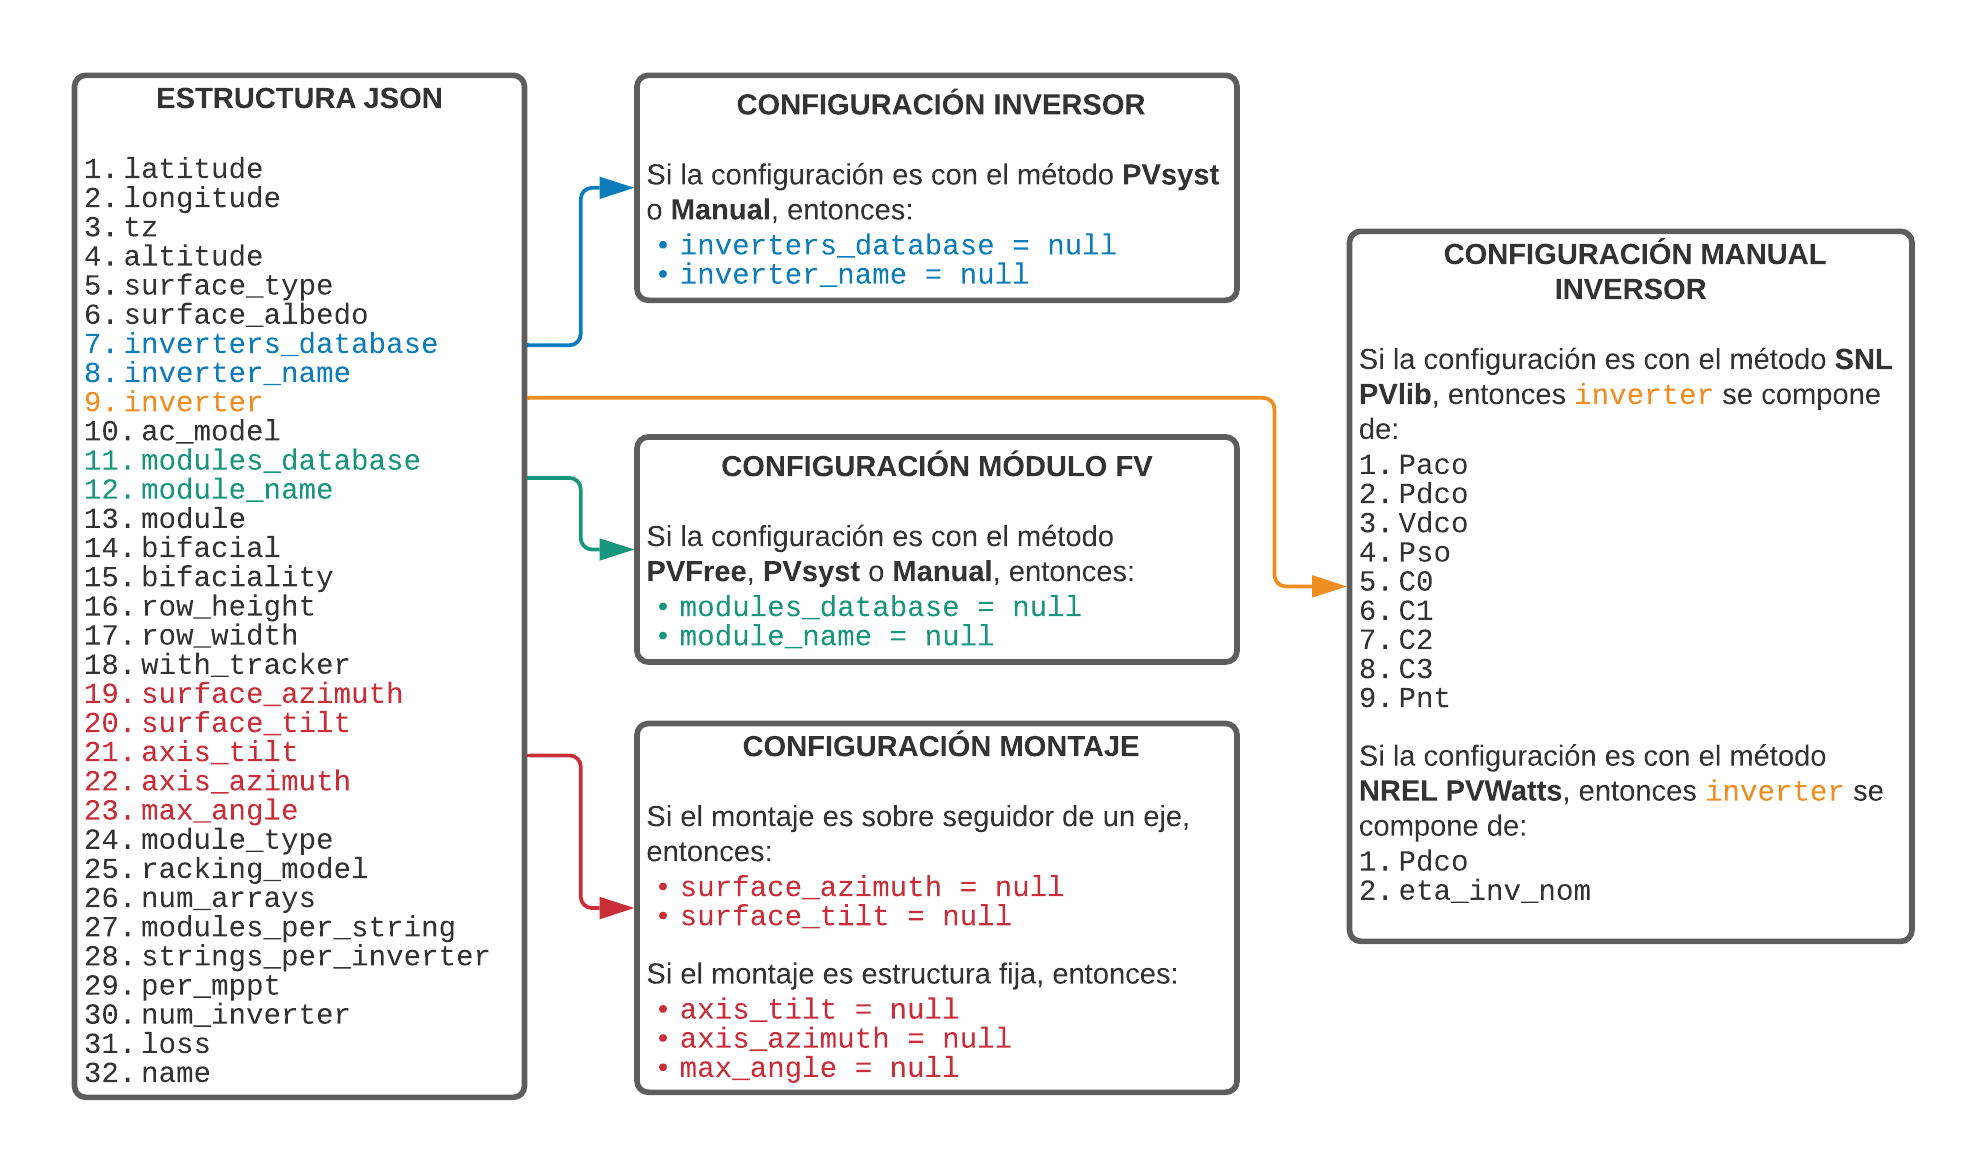 ESTRUCTURA JSON
1. latitude
2. longitude
3. tz
4. altitude
5. surface_type
6. surface_albedo
7. inverters_database
8. inverter_name
9. inverter
10. ac_model
11. modules_database
12. module_name
13. module
14. bifacial
15. bifaciality
16. row_height
17. row_width
18. with_tracker
19. surface_azimuth
20. surface_tilt
21. axis_tilt
22. axis_azimuth
23. max_angle
24. module_type
25. racking_model
26. num_arrays
27. modules_per_string
28. strings_per_inverter
29. per_mppt
30. num_inverter
31. loss
32. name
CONFIGURACIÓN INVERSOR
Si la configuración es con el método PVsyst
o Manual, entonces:
• inverters_database = null
• inverter_name = null
CONFIGURACIÓN MÓDULO FV
Si la configuración es con el método
PVFree, PVsyst o Manual, entonces:
• modules_database = null
• module_name = null
CONFIGURACIÓN MONTAJE
Si el montaje es sobre seguidor de un eje,
entonces:
• surface_azimuth = null
• surface_tilt = null
Si el montaje es estructura fija, entonces:
• axis_tilt = null
• axis_azimuth = null
• max_angle = null
CONFIGURACIÓN MANUAL
INVERSOR
Si la configuración es con el método SNL
PVlib, entonces inverter se compone
de:
1. Paco
2. Pdco
3. Vdco
4. Pso
5. C0
6. C1
7. C2
8. C3
9. Pnt
Si la configuración es con el método
NREL PVWatts, entonces inverter se
compone de:
1. Pdco
2. eta_inv_nom